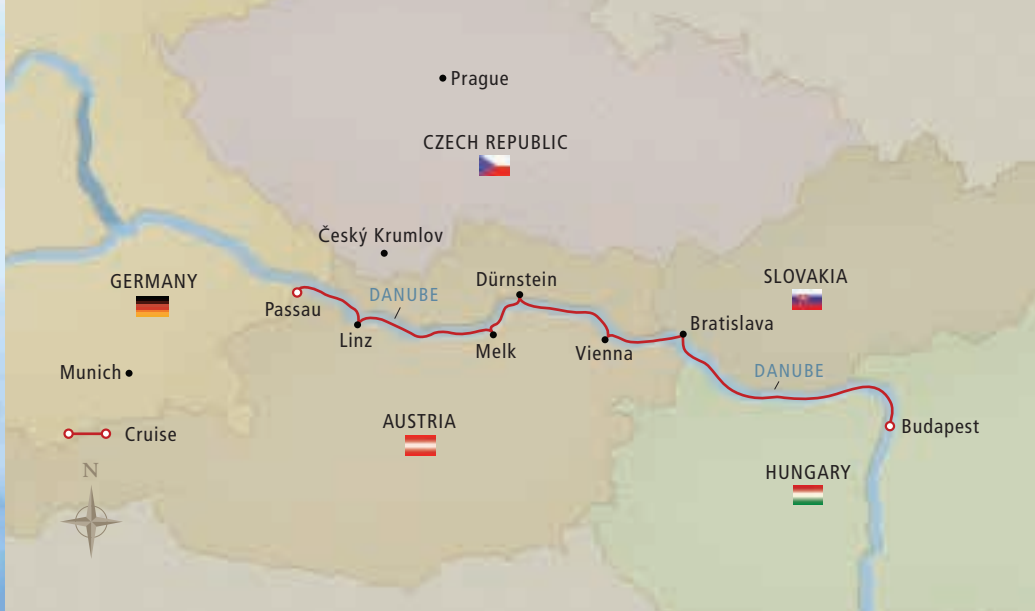 Prague
CZECH REPUBLIC
Český Krumlov
GERMANY
Dürnstein
SLOVAKIA
Passau
DANUBE
Linz
Melk
Vienna
Bratislava
Munich
DANUBE
AUSTRIA
Cruise
Budapest
N
HUNGARY